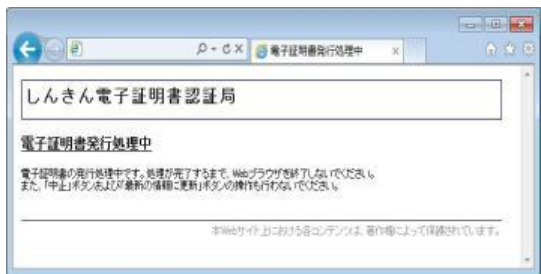 電子証明書発行処理中
しんきん電子証明書認証局
電子証明書発行処理中
電子証明書の発行処理中です。処理が完了するまで、Webブラウザを終了しないでください。
また、「中止」ボタンおよび「最新の情報に更新」ボタンの操作も行わないでください。
本Webサイト上における各コンテンツは、著作権によって保護されています。